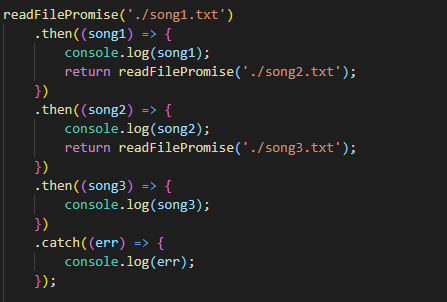 readFilePromise('./song1.txt')
    .then((song1) => {
        console.log(song1);
        return readFilePromise('./song2.txt');
    })
    .then((song2) => {
        console.log(song2);
        return readFilePromise('./song3.txt');
    })
    .then((song3) => {
        console.log(song3);
    })
    .catch((err) => {
        console.log(err);
    });